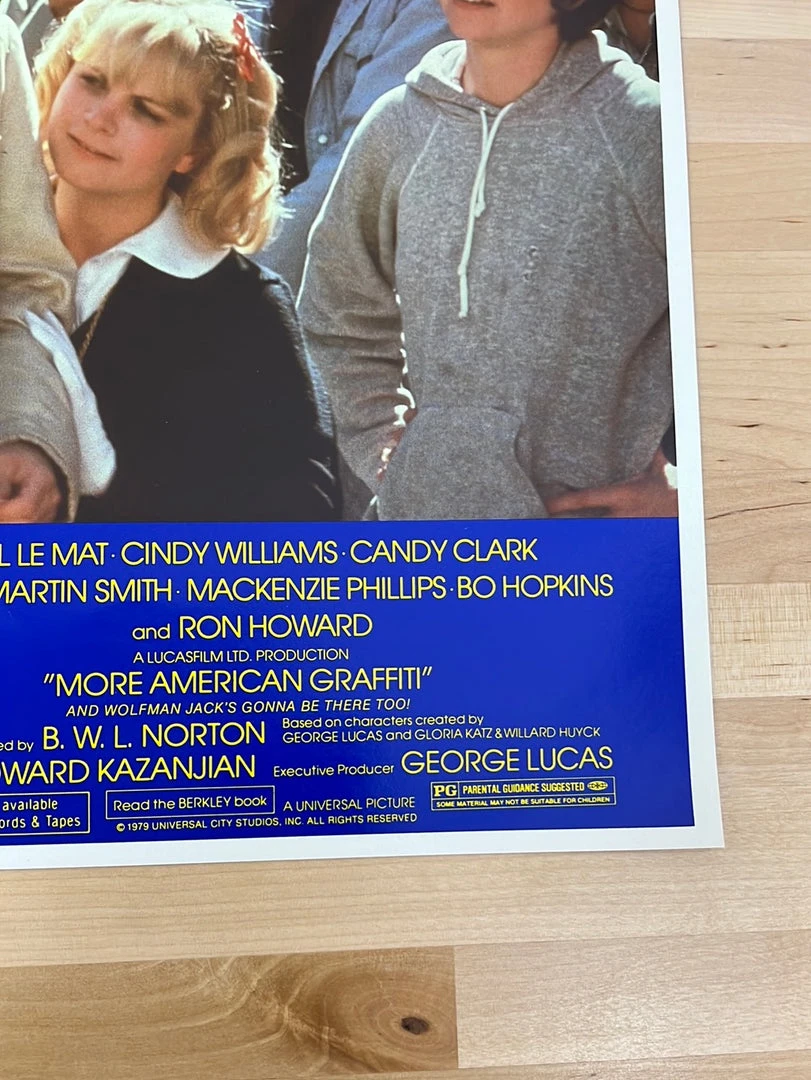 L LE MAT · CINDY WILLIAMS · CANDY CLARK
MARTIN SMITH · MACKENZIE PHILLIPS · BO HOPKINS
and RON HOWARD
A LUCASFILM LTD. PRODUCTION
"MORE AMERICAN GRAFFITI"
AND WOLFMAN JACK'S GONNA BE THERE TOO!
ed by B. W. L. NORTON Based on characters created by
GEORGE LUCAS and GLORIA KATZ & WILLARD HUYCK
WARD KAZANJIAN Executive Producer GEORGE LUCAS
available
ords & Tapes
Read the BERKLEY book
A UNIVERSAL PICTURE
© 1979 UNIVERSAL CITY STUDIOS, INC. ALL RIGHTS RESERVED
PG PARENTAL GUIDANCE SUGGESTED
SOME MATERIAL MAY NOT BE SUITABLE FOR CHILDREN